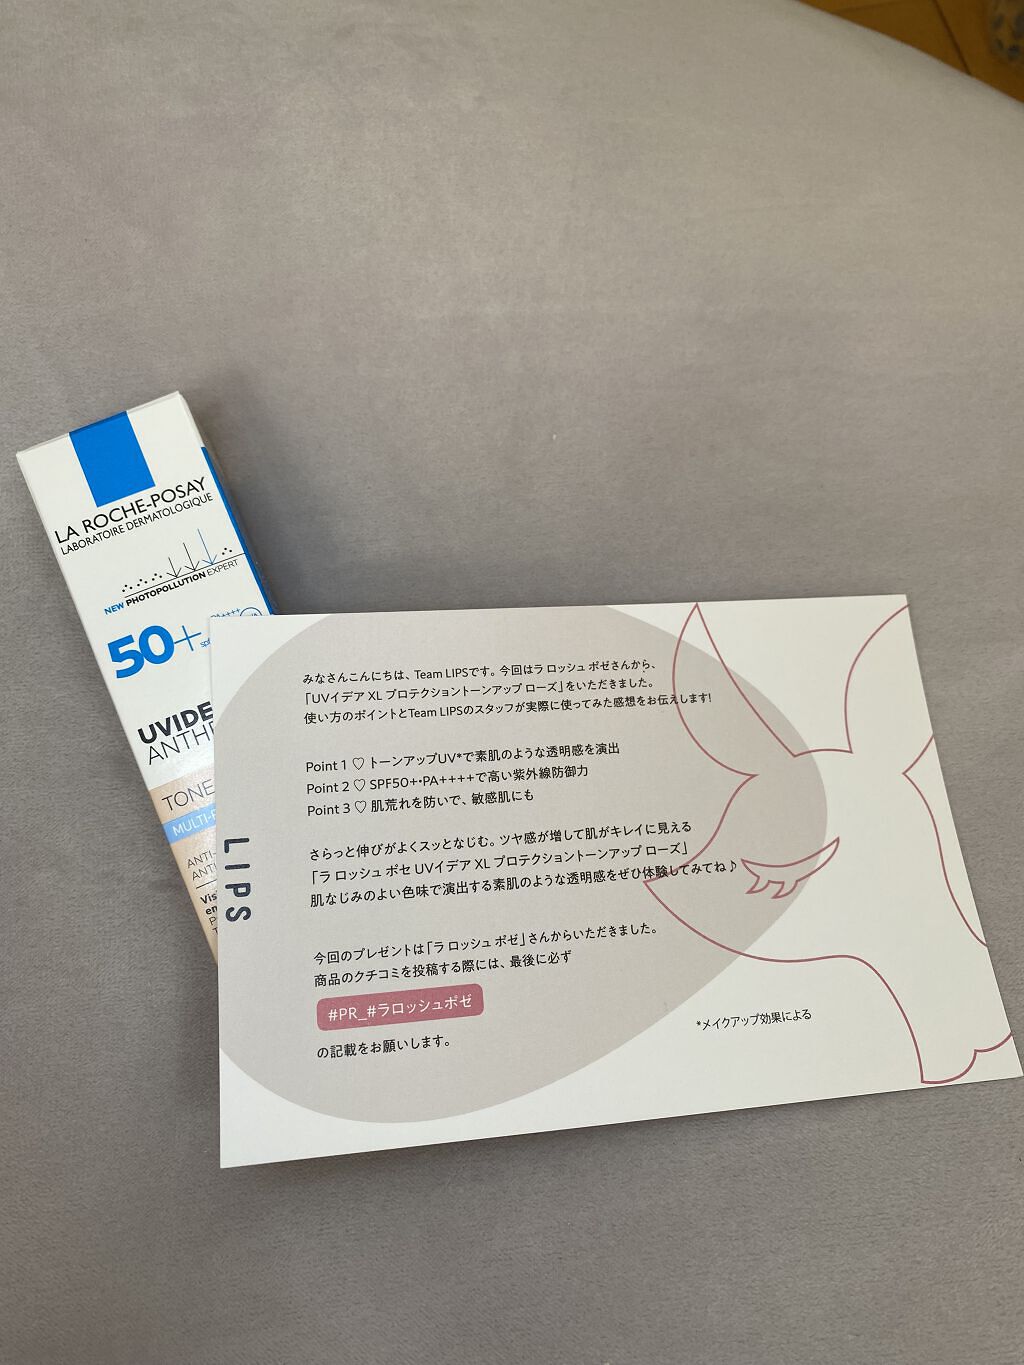 LA ROCHE-POSAY
LABORATOIRE DERMATOLOGIQUE
NEW PHOTOPOLLUTION EXPERT
50+
UVIDE
ANTH
TONE
MULTI-
ANTI-
LIPS
みなさんこんにちは、Team LIPSです。今回はラ ロッシュ ポゼさんから、
「UVイデア XL プロテクショントーンアップ ローズ」をいただきました。
使い方のポイントとTeam LIPSのスタッフが実際に使ってみた感想をお伝えします!
Point 1 ♡ トーンアップUV*で素肌のような透明感を演出
Point 2 ♡ SPF50+・PA++++で高い紫外線防御力
Point 3 ♡ 肌荒れを防いで、敏感肌にも
さらっと伸びがよくスッとなじむ。ツヤ感が増して肌がキレイに見える
「ラ ロッシュ ポゼ UVイデア XL プロテクショントーンアップ ローズ」
肌なじみのよい色味で演出する素肌のような透明感をぜひ体験してみてね♪
今回のプレゼントは「ラ ロッシュ ポゼ」さんからいただきました。
商品のクチコミを投稿する際には、最後に必ず
#PR_#ラロッシュポゼ
の記載をお願いします。
*メイクアップ効果による